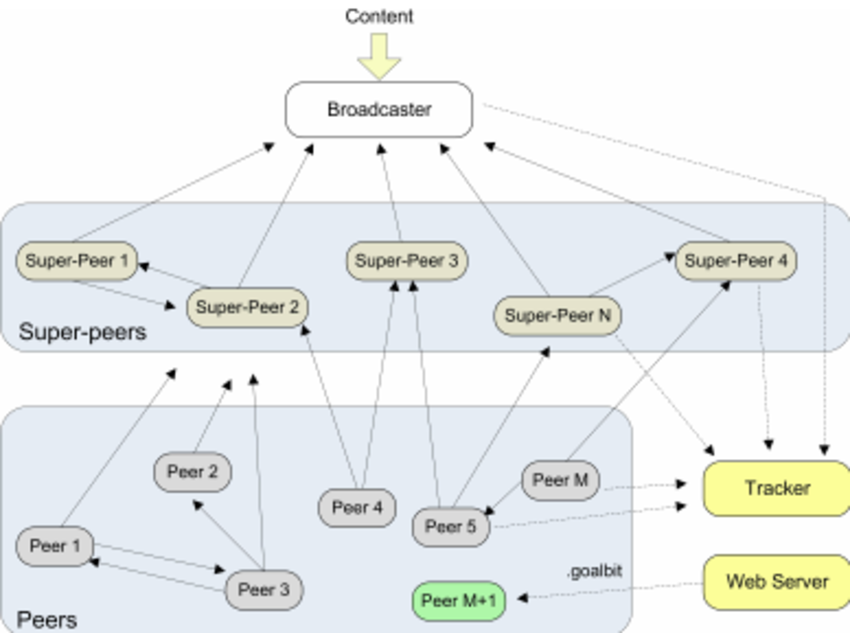 Content
Broadcaster
Super-Peer 1
Super-Peer 3
Super-Peer 4
Super-Peer 2
Super-Peer N
Super-peers
Peer 2
Peer M
Tracker
Peer 4
Peer 5
Peer 1
.goalbit
Web Server
Peer 3
Peer M+1
Peers